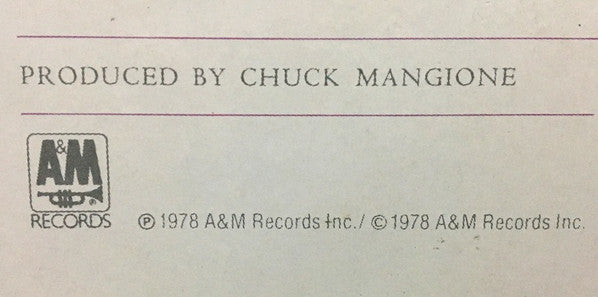 PRODUCED BY CHUCK MANGIONE
A&M
®
RECORDS
℗ 1978 A&M Records Inc./ © 1978 A&M Records Inc.